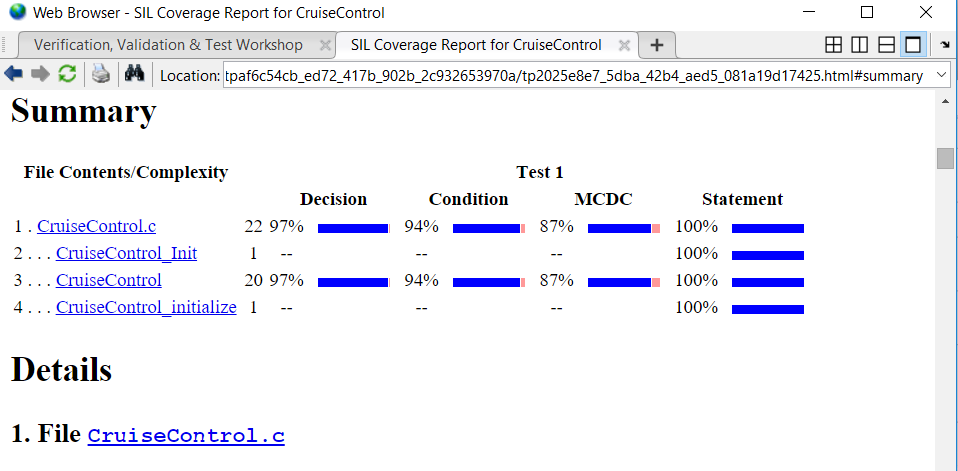 Web Browser - SIL Coverage Report for CruiseControl
Verification, Validation & Test Workshop × SIL Coverage Report for CruiseControl × +
Location: tpaf6c54cb_ed72_417b_902b_2c932653970a/tp2025e8e7_5dba_42b4_aed5_081a19d17425.html#summary
Summary
File Contents/Complexity Test 1
Decision Condition MCDC Statement
1 . CruiseControl.c 22 97% 94% 87% 100%
2 . . . CruiseControl_Init 1 -- -- -- 100%
3 . . . CruiseControl 20 97% 94% 87% 100%
4 . . . CruiseControl_initialize 1 -- -- -- 100%
Details
1. File CruiseControl.c